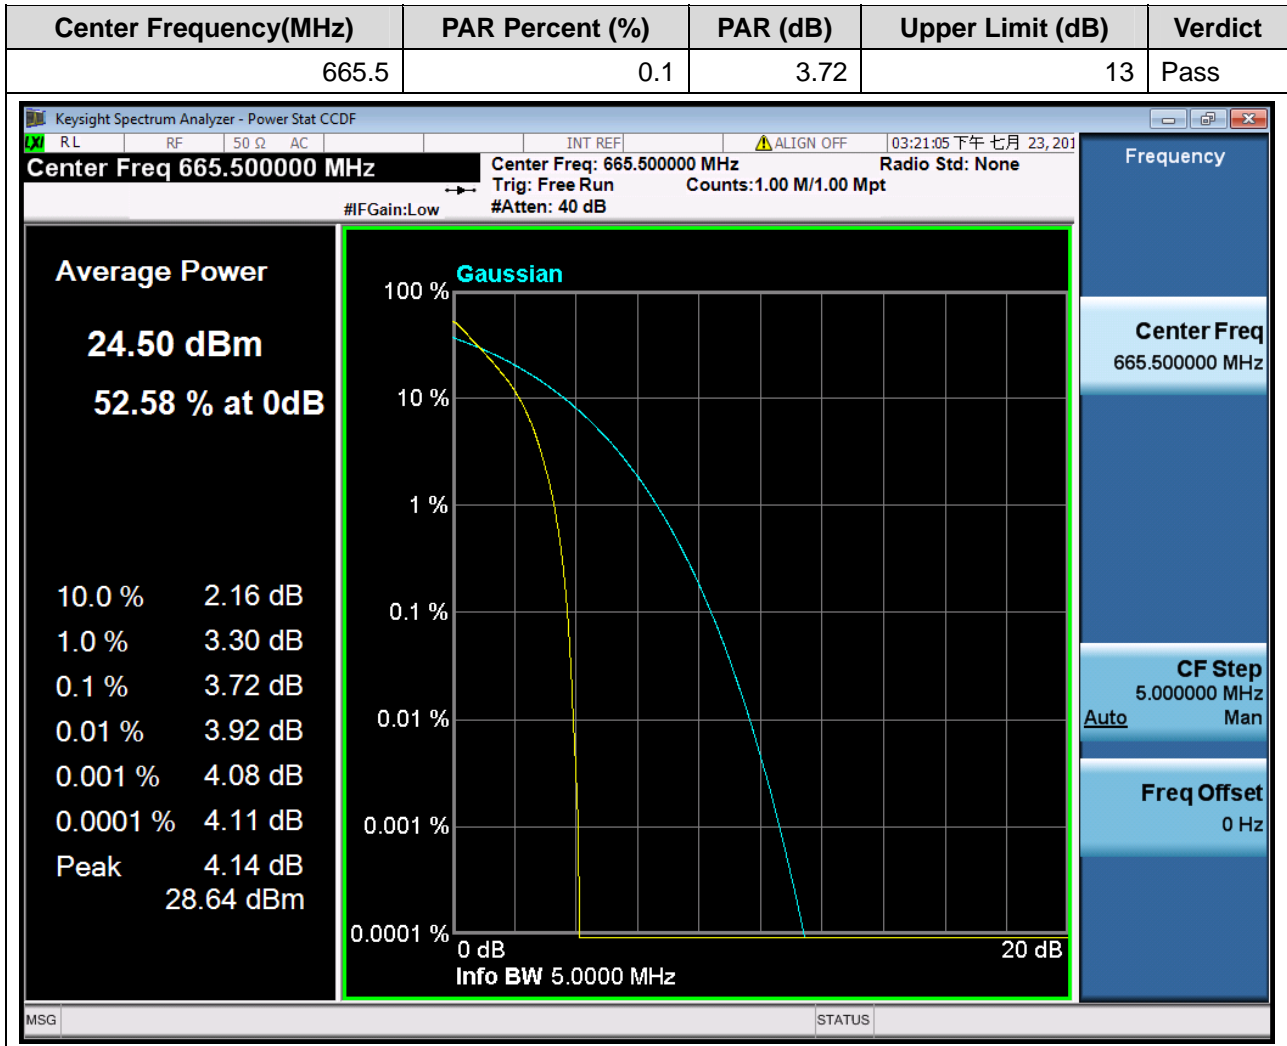 Center Frequency(MHz) PAR Percent (%) PAR (dB) Upper Limit (dB) Verdict
665.5 0.1 3.72 13 Pass
Keysight Spectrum Analyzer - Power Stat CCDF
LXI RL RF 50 Ω AC INT REF ALIGN OFF 03:21:05 下午 七月 23, 201
Center Freq 665.500000 MHz
#IFGain:Low
Center Freq: 665.500000 MHz Radio Std: None
Trig: Free Run Counts:1.00 M/1.00 Mpt
#Atten: 40 dB
Average Power
24.50 dBm
52.58 % at 0dB
10.0 % 2.16 dB
1.0 % 3.30 dB
0.1 % 3.72 dB
0.01 % 3.92 dB
0.001 % 4.08 dB
0.0001 % 4.11 dB
Peak 4.14 dB
28.64 dBm
Gaussian
100 %
10 %
1 %
0.1 %
0.01 %
0.001 %
0.0001 %
0 dB 20 dB
Info BW 5.0000 MHz
Frequency
Center Freq
665.500000 MHz
CF Step
5.000000 MHz
Auto Man
Freq Offset
0 Hz
MSG STATUS